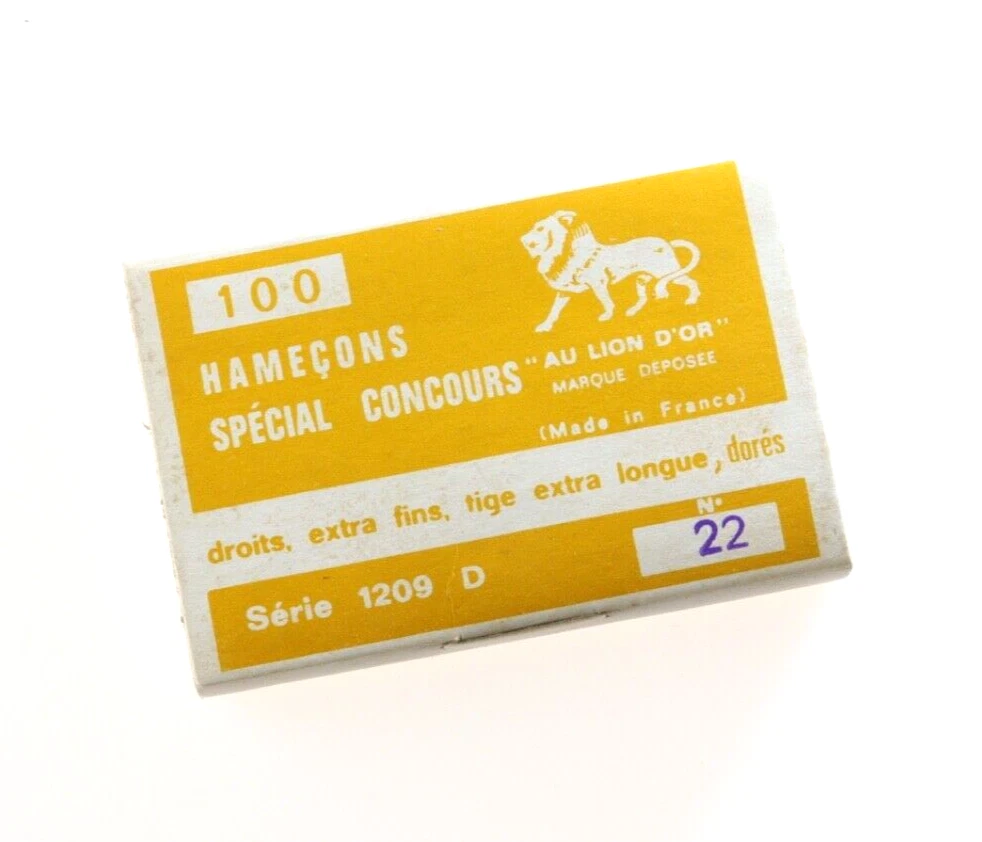 100
HAMEÇONS
SPÉCIAL CONCOURS
"AU LION D'OR"
MARQUE DEPOSEE
(Made in France)
droits, extra fins, tige extra longue, dorés
Série 1209 D
N°
22